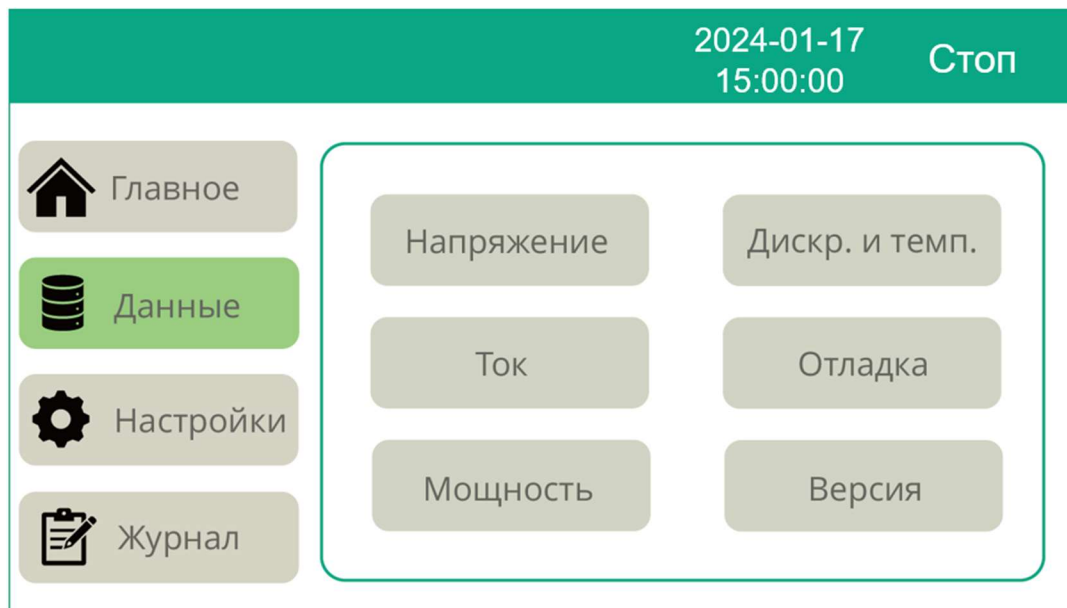 2024-01-17
15:00:00
Стоп
Главное
Данные
Настройки
Журнал
Напряжение
Дискр. и темп.
Ток
Отладка
Мощность
Версия